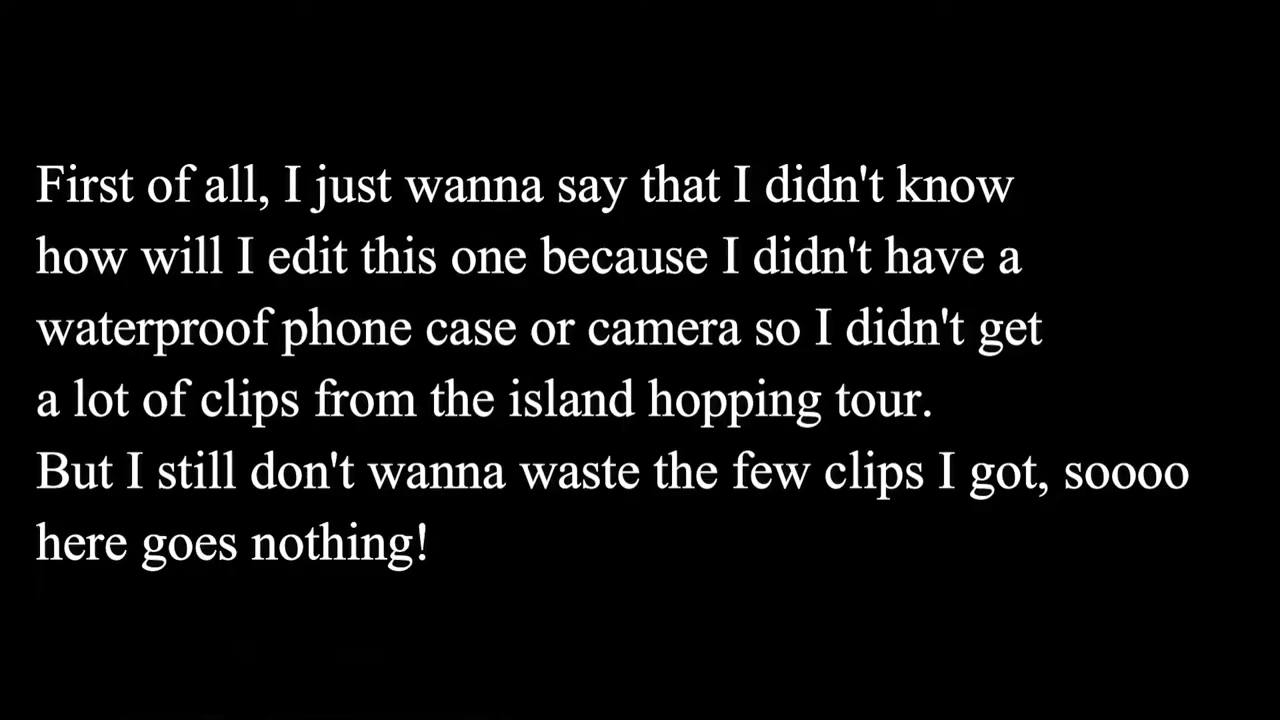 First of all, I just wanna say that I didn't know
how will I edit this one because I didn't have a
waterproof phone case or camera so I didn't get
a lot of clips from the island hopping tour.
But I still don't wanna waste the few clips I got, soooo
here goes nothing!